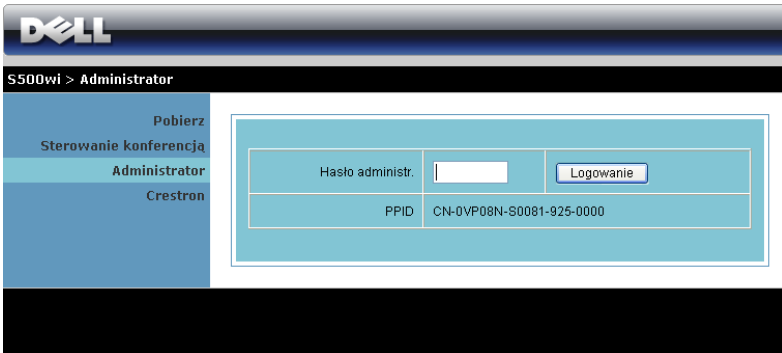 DELL
S500wi > Administrator
Pobierz
Sterowanie konferencją
Administrator
Crestron
Hasło administr.
Logowanie
PPID
CN-0VP08N-S0081-925-0000